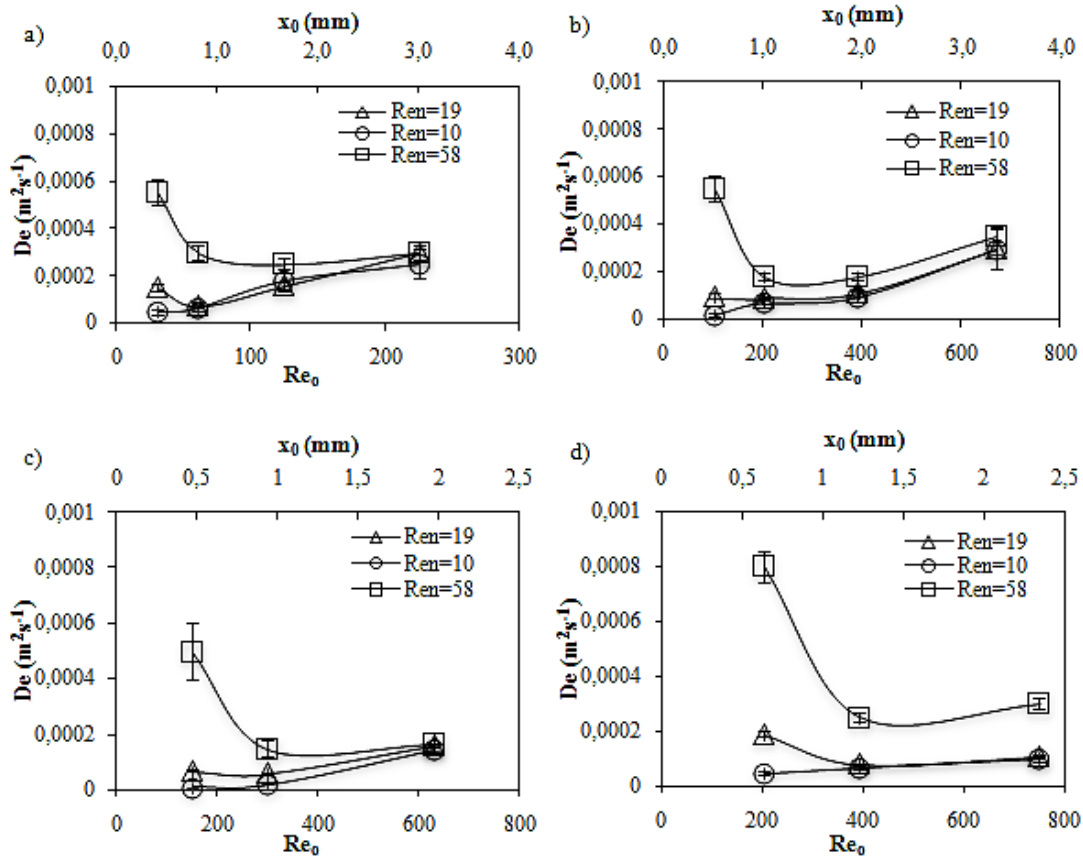 a)
x₀ (mm)
0,0 1,0 2,0 3,0 4,0
0,001
0,0008
0,0006
0,0004
0,0002
0
De (m²s⁻¹)
Ren=19
Ren=10
Ren=58
0 100 200 300
Re₀
b)
x₀ (mm)
0,0 1,0 2,0 3,0 4,0
0,001
0,0008
0,0006
0,0004
0,0002
0
De (m²s⁻¹)
Ren=19
Ren=10
Ren=58
0 200 400 600 800
Re₀
c)
x₀ (mm)
0 0,5 1 1,5 2 2,5
0,001
0,0008
0,0006
0,0004
0,0002
0
De (m²s⁻¹)
Ren=19
Ren=10
Ren=58
0 200 400 600 800
Re₀
d)
x₀ (mm)
0 0,5 1 1,5 2 2,5
0,001
0,0008
0,0006
0,0004
0,0002
0
De (m²s⁻¹)
Ren=19
Ren=10
Ren=58
0 200 400 600 800
Re₀